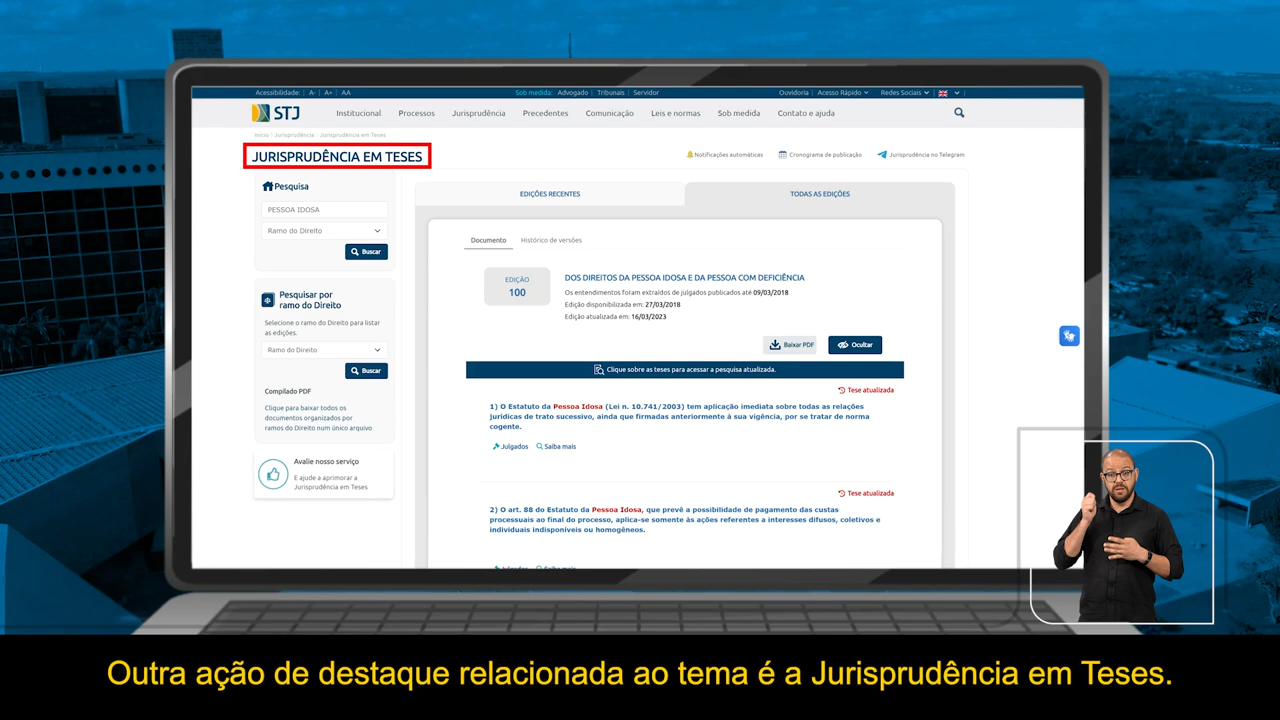 Acessibilidade: | A- | A+ | AA
Sob medida: Advogado | Tribunais | Servidor
Ouvidoria | Acesso Rápido | Redes Sociais
STJ
Institucional Processos Jurisprudência Precedentes Comunicação Leis e normas Sob medida Contato e ajuda
Início | Jurisprudência | Jurisprudência em Teses
JURISPRUDÊNCIA EM TESES
Notificações automáticas Cronograma de publicação Jurisprudência no Telegram
Pesquisa
PESSOA IDOSA
Ramo do Direito
Buscar
Pesquisar por
ramo do Direito
Selecione o ramo do Direito para listar
as edições.
Ramo do Direito
Buscar
Compilado PDF
Clique para baixar todos os
documentos organizados por
ramos do Direito num único arquivo
Avalie nosso serviço
E ajude a aprimorar a
Jurisprudência em Teses
EDIÇÕES RECENTES TODAS AS EDIÇÕES
Documento Histórico de versões
EDIÇÃO
100
DOS DIREITOS DA PESSOA IDOSA E DA PESSOA COM DEFICIÊNCIA
Os entendimentos foram extraídos de julgados publicados até 09/03/2018
Edição disponibilizada em: 27/03/2018
Edição atualizada em: 16/03/2023
Baixar PDF Ocultar
Clique sobre as teses para acessar a pesquisa atualizada.
Tese atualizada
1) O Estatuto da Pessoa Idosa (Lei n. 10.741/2003) tem aplicação imediata sobre todas as relações
jurídicas de trato sucessivo, ainda que firmadas anteriormente à sua vigência, por se tratar de norma
cogente.
Julgados Saiba mais
Tese atualizada
2) O art. 88 do Estatuto da Pessoa Idosa, que prevê a possibilidade de pagamento das custas
processuais ao final do processo, aplica-se somente às ações referentes a interesses difusos, coletivos e
individuais indisponíveis ou homogêneos.
Julgados Saiba mais
Outra ação de destaque relacionada ao tema é a Jurisprudência em Teses.